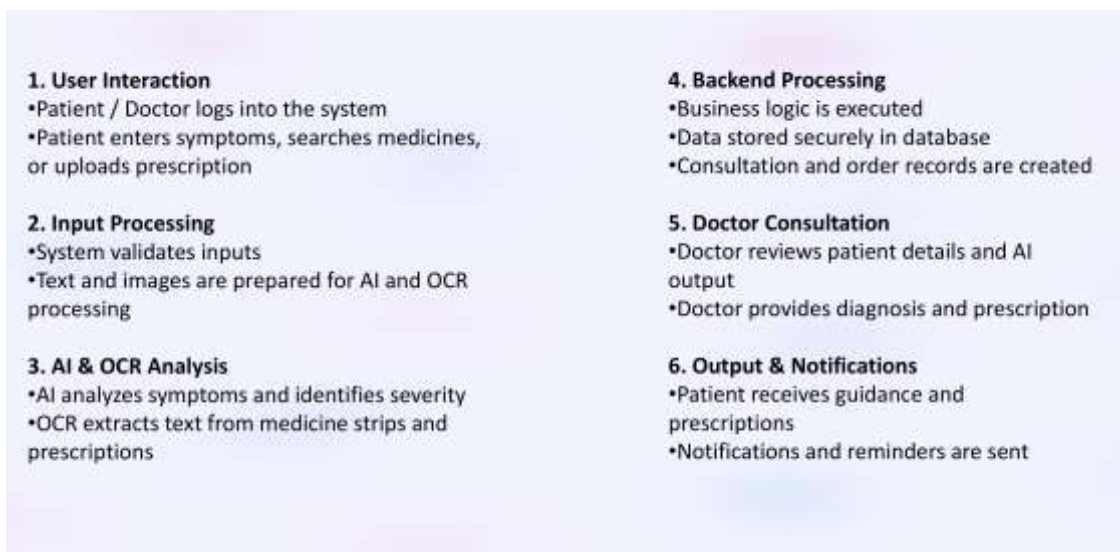 1. User Interaction
•Patient / Doctor logs into the system
•Patient enters symptoms, searches medicines,
or uploads prescription
2. Input Processing
•System validates inputs
•Text and images are prepared for AI and OCR
processing
3. AI & OCR Analysis
•AI analyzes symptoms and identifies severity
•OCR extracts text from medicine strips and
prescriptions
4. Backend Processing
•Business logic is executed
•Data stored securely in database
•Consultation and order records are created
5. Doctor Consultation
•Doctor reviews patient details and AI
output
•Doctor provides diagnosis and prescription
6. Output & Notifications
•Patient receives guidance and
prescriptions
•Notifications and reminders are sent